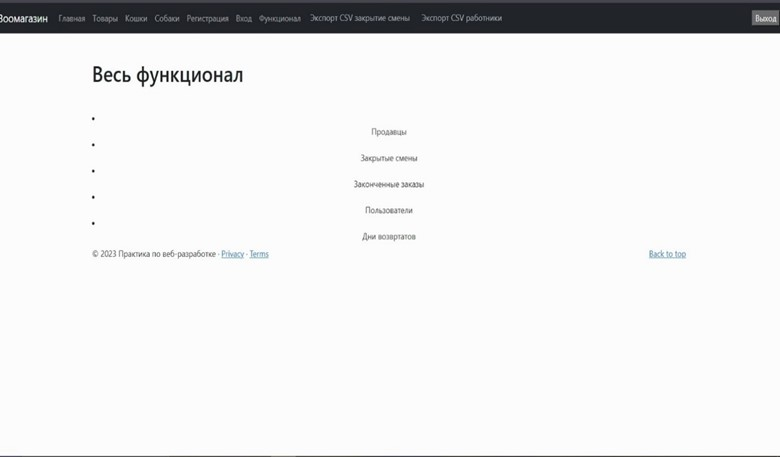 Зоомагазин Главная Товары Кошки Собаки Регистрация Вход Функционал Экспорт CSV закрытие смены Экспорт CSV работники Выход
Весь функционал
Продавцы
Закрытые смены
Законченные заказы
Пользователи
Дни возвртатов
© 2023 Практика по веб-разработке · Privacy · Terms Back to top